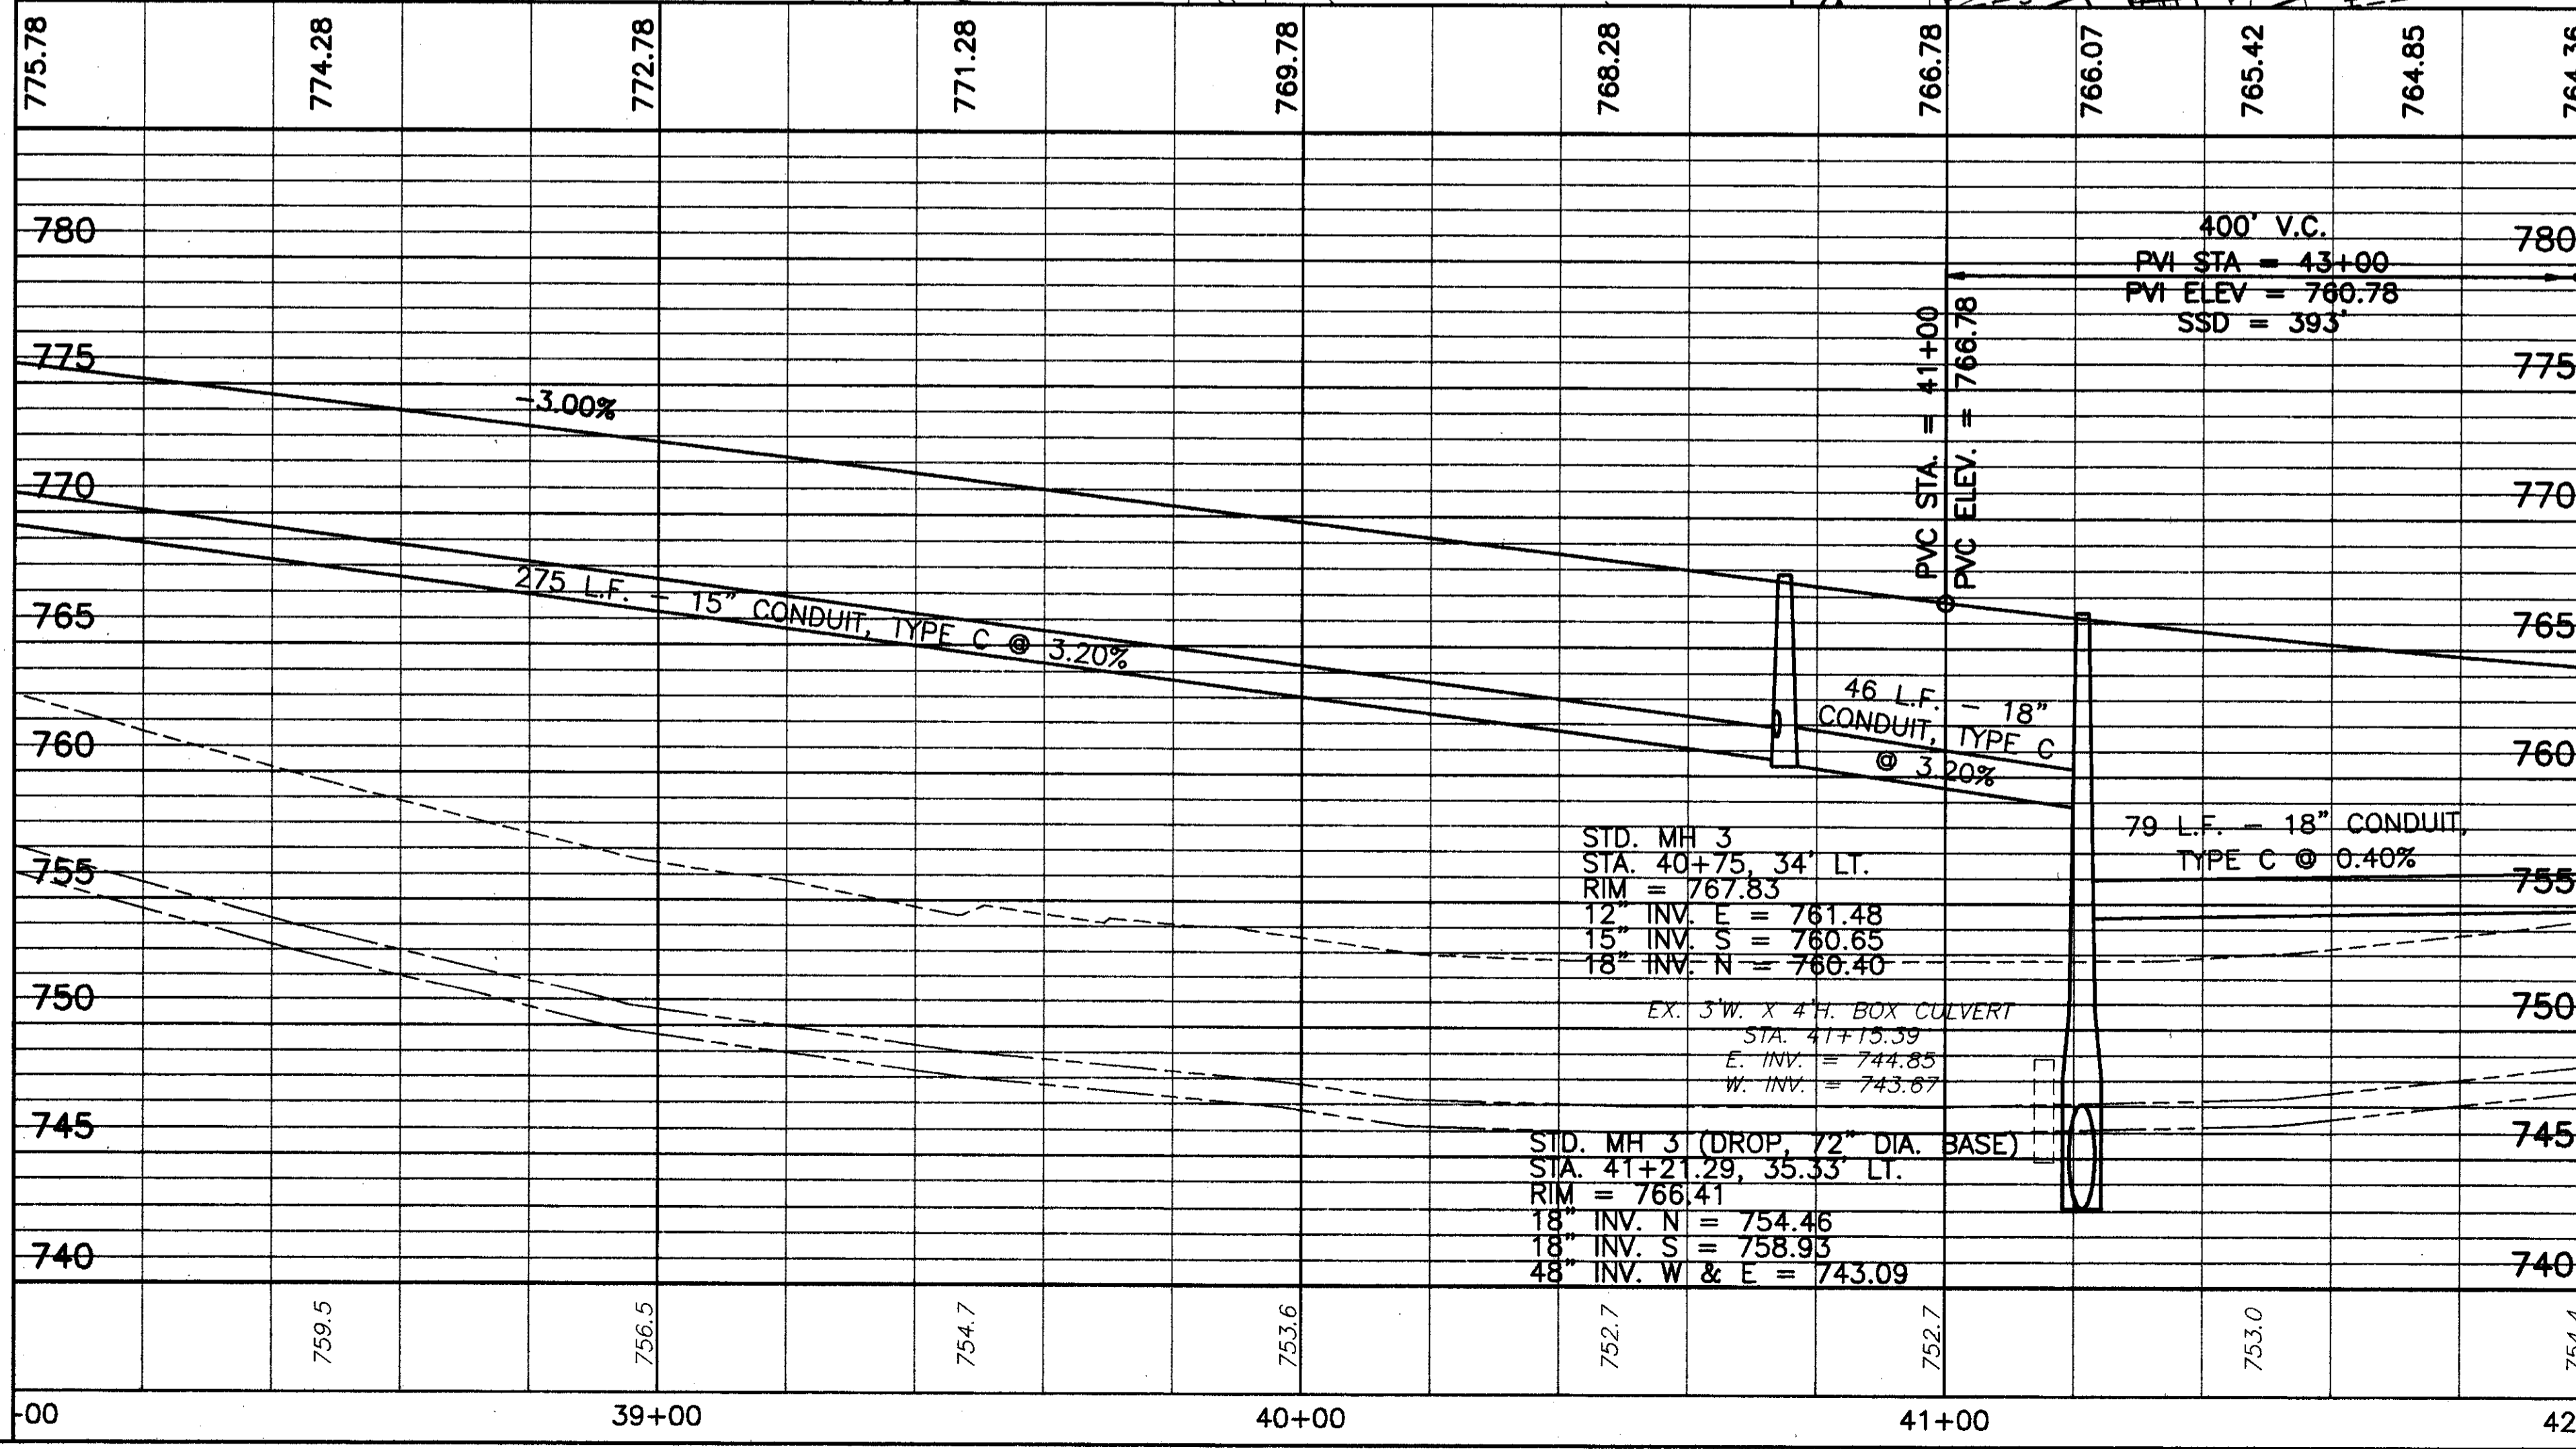 775.78
774.28
772.78
771.28
769.78
768.28
766.78
766.07
765.42
764.85
764.36
780
775
770
765
760
755
750
745
740
-3.00%
275 L.F. - 15" CONDUIT, TYPE C @ 3.20%
PVC STA. = 41+00
PVC ELEV. = 766.78
400' V.C.
PVI STA = 43+00
PVI ELEV = 760.78
SSD = 393'
46 L.F. - 18"
CONDUIT, TYPE C
@ 3.20%
79 L.F. - 18" CONDUIT,
TYPE C @ 0.40%
STD. MH 3
STA. 40+75, 34' LT.
RIM = 767.83
12" INV. E = 761.48
15" INV. S = 760.65
18" INV. N = 760.40
EX. 3'W. X 4'H. BOX CULVERT
STA. 41+15.39
E. INV. = 744.85
W. INV. = 743.67
STD. MH 3 (DROP, 72" DIA. BASE)
STA. 41+21.29, 35.33' LT.
RIM = 766.41
18" INV. N = 754.46
18" INV. S = 758.93
48" INV. W & E = 743.09
780
775
770
765
760
755
750
745
740
759.5
756.5
754.7
753.6
752.7
752.7
753.0
+00
39+00
40+00
41+00
42